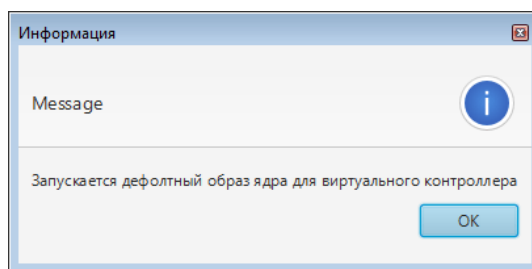 Информация
Message
i
Запускается дефолтный образ ядра для виртуального контроллера
OK